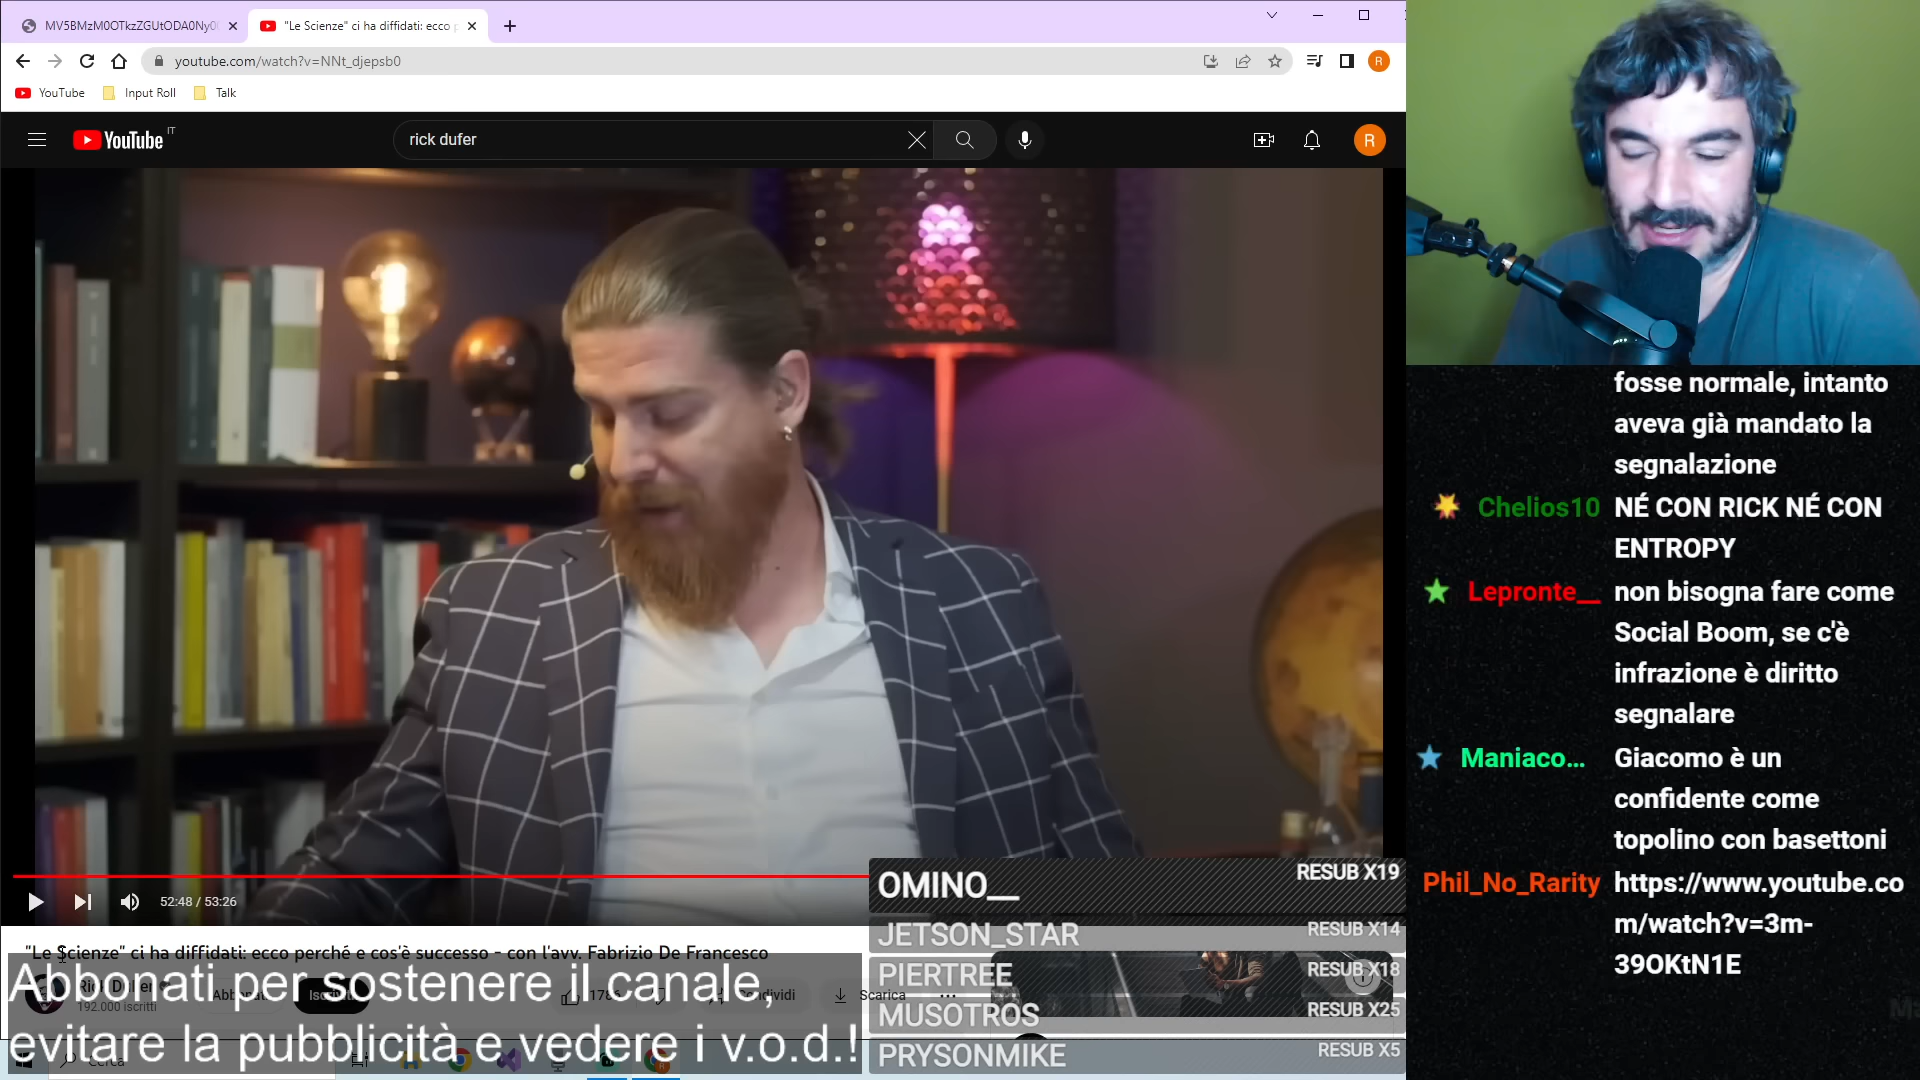 MV5BMzM0OTkzZGUtODA0Ny00
"Le Scienze" ci ha diffidati: ecco p
youtube.com/watch?v=NNt_djepsb0
R
YouTube
Input Roll
Talk
YouTube IT
rick dufer
R
52:48 / 53:26
"Le Scienze" ci ha diffidati: ecco perché e cos'è successo - con l'avv. Fabrizio De Francesco
Rick DuFer
192.000 iscritti
Scarica
Cerca
Abbonati per sostenere il canale,
evitare la pubblicità e vedere i v.o.d.!
OMINO__ RESUB X19
JETSON_STAR RESUB X14
PIERTREE RESUB X18
MUSOTROS RESUB X25
PRYSONMIKE RESUB X5
fosse normale, intanto
aveva già mandato la
segnalazione
Chelios10 NÉ CON RICK NÉ CON
ENTROPY
Lepronte__ non bisogna fare come
Social Boom, se c'è
infrazione è diritto
segnalare
Maniaco... Giacomo è un
confidente come
topolino con basettoni
Phil_No_Rarity https://www.youtube.co
m/watch?v=3m-
39OKtN1E